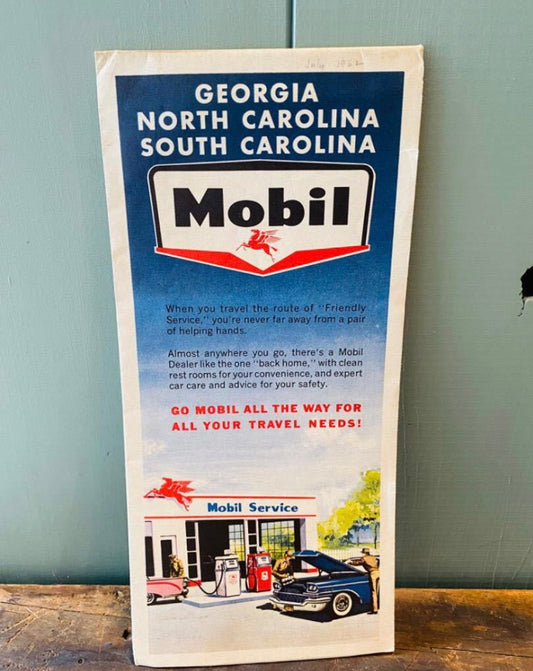 July 1962
GEORGIA
NORTH CAROLINA
SOUTH CAROLINA
Mobil
When you travel the route of "Friendly
Service," you're never far away from a pair
of helping hands.
Almost anywhere you go, there's a Mobil
Dealer like the one "back home," with clean
rest rooms for your convenience, and expert
car care and advice for your safety.
GO MOBIL ALL THE WAY FOR
ALL YOUR TRAVEL NEEDS!
Mobil Service